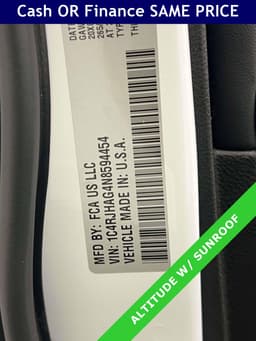 Cash OR Finance SAME PRICE
MFD BY: FCA US LLC
VIN: 1C4RJHAG4N8594454
VEHICLE MADE IN: U.S.A.
ALTITUDE W/ SUNROOF